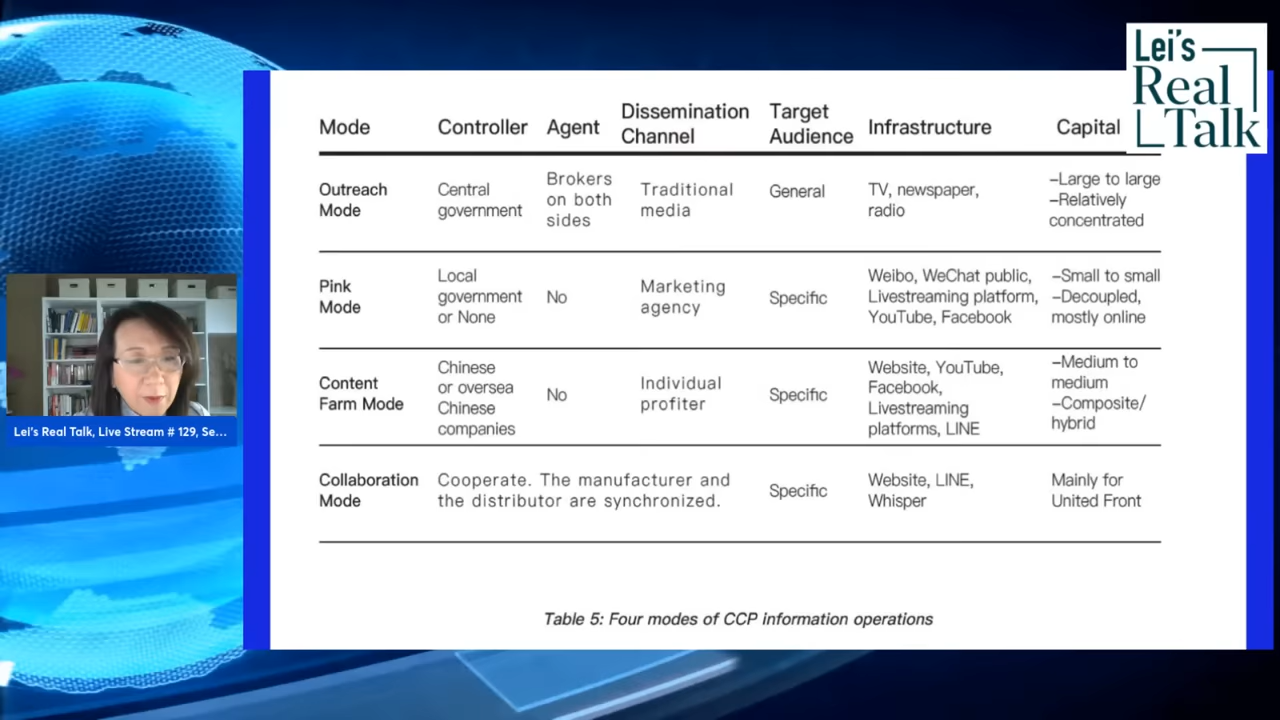 Lei's
Real
Talk
Mode Controller Agent Dissemination Channel Target Audience Infrastructure Capital
Outreach
Mode
Central
government
Brokers
on both
sides
Traditional
media
General
TV, newspaper,
radio
–Large to large
–Relatively
concentrated
Pink
Mode
Local
government
or None
No
Marketing
agency
Specific
Weibo, WeChat public,
Livestreaming platform,
YouTube, Facebook
–Small to small
–Decoupled,
mostly online
Content
Farm Mode
Chinese
or oversea
Chinese
companies
No
Individual
profiter
Specific
Website, YouTube,
Facebook,
Livestreaming
platforms, LINE
–Medium to
medium
–Composite/
hybrid
Collaboration
Mode
Cooperate. The manufacturer and
the distributor are synchronized.
Specific
Website, LINE,
Whisper
Mainly for
United Front
Table 5: Four modes of CCP information operations
Lei's Real Talk, Live Stream # 129, Se...